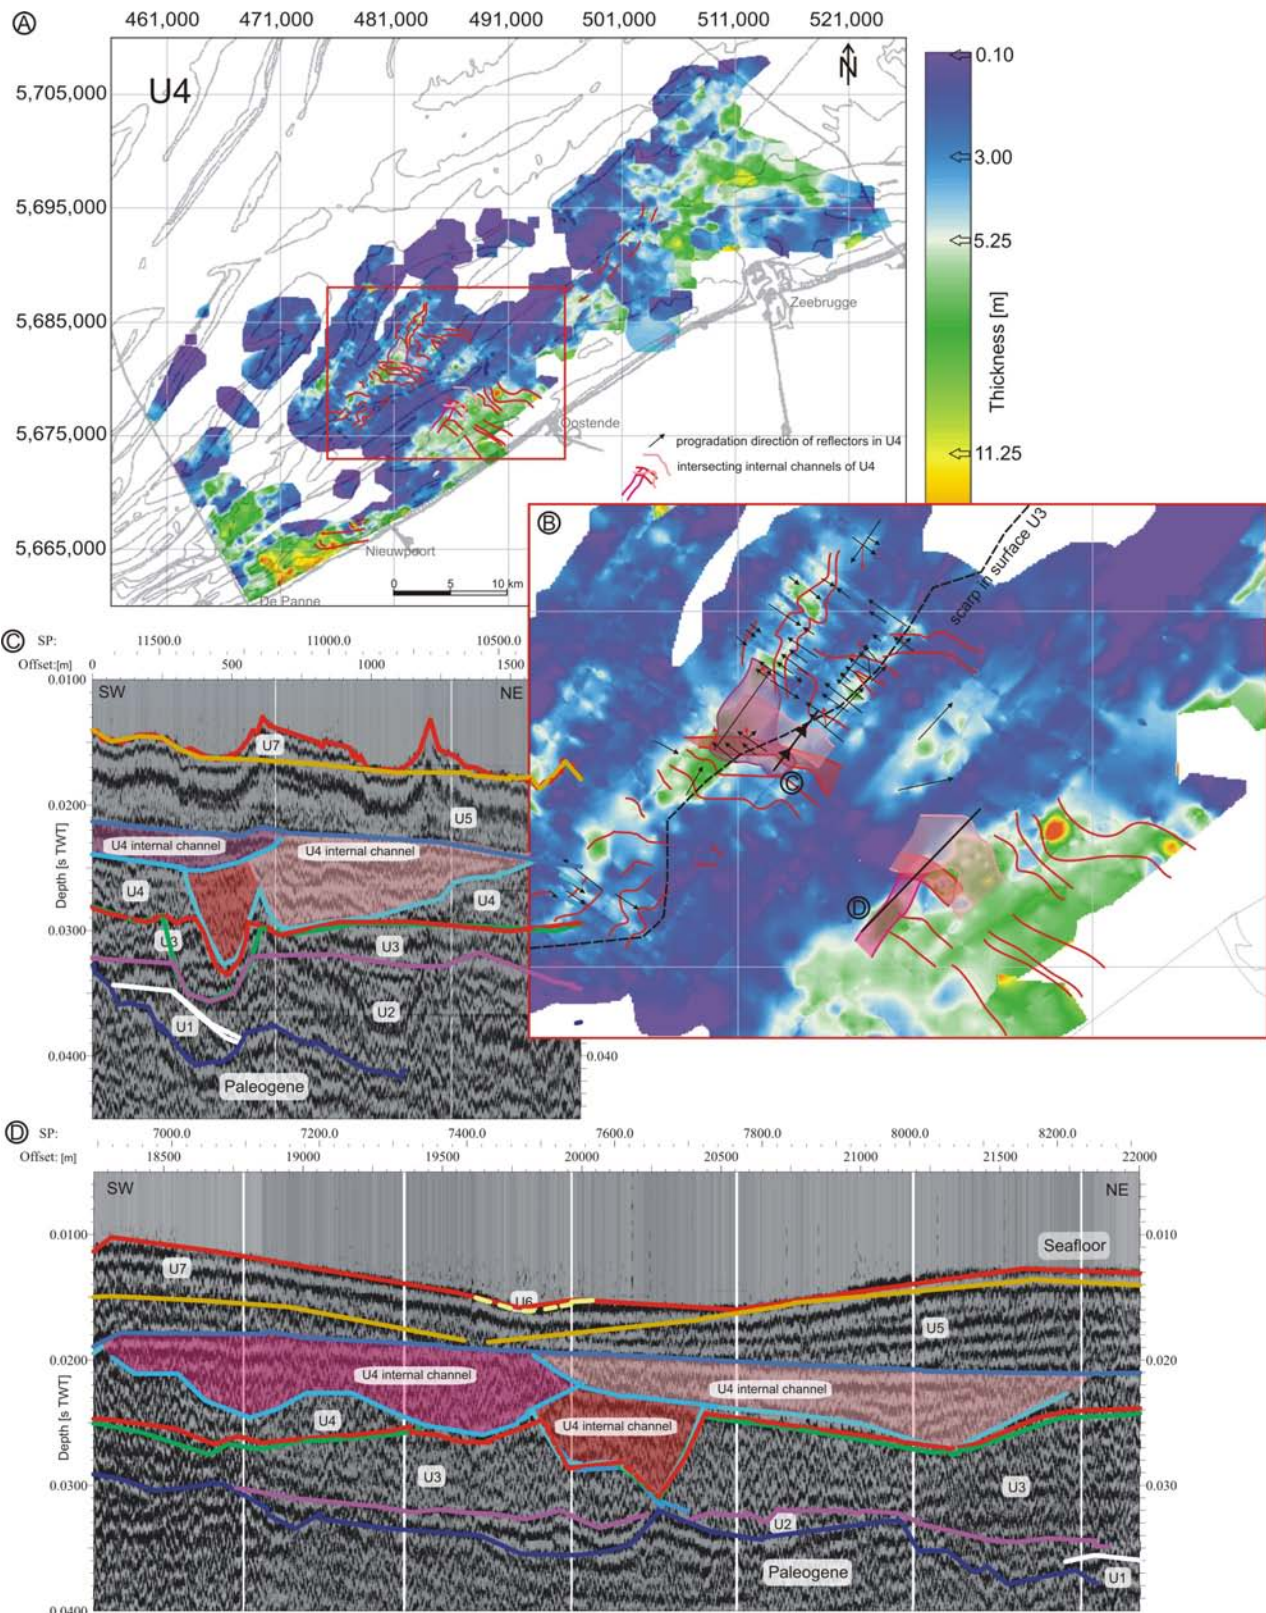 A
461,000 471,000 481,000 491,000 501,000 511,000 521,000
U4
N
5,705,000
5,695,000
5,685,000
5,675,000
5,665,000
0.10
3.00
5.25
11.25
Thickness [m]
Zeebrugge
Oostende
Nieuwpoort
De Panne
progradation direction of reflectors in U4
intersecting internal channels of U4
0 5 10 km
B
scarp in surface U3
C
D
C SP: 11500.0 11000.0 10500.0
Offset:[m] 0 500 1000 1500
0.0100
0.0200
0.0300
0.0400
Depth [s TWT]
SW NE
U7
U5
U4 internal channel
U4 internal channel
U4
U4
U3
U3
U2
U1
Paleogene
0.040
D SP: 7000.0 7200.0 7400.0 7600.0 7800.0 8000.0 8200.0
Offset: [m] 18500 19000 19500 20000 20500 21000 21500 22000
SW NE
0.0100
0.0200
0.0300
0.0400
Depth [s TWT]
0.010
0.020
0.030
Seafloor
U7
U6
U5
U4 internal channel
U4 internal channel
U4
U4 internal channel
U3
U3
U2
Paleogene
U1